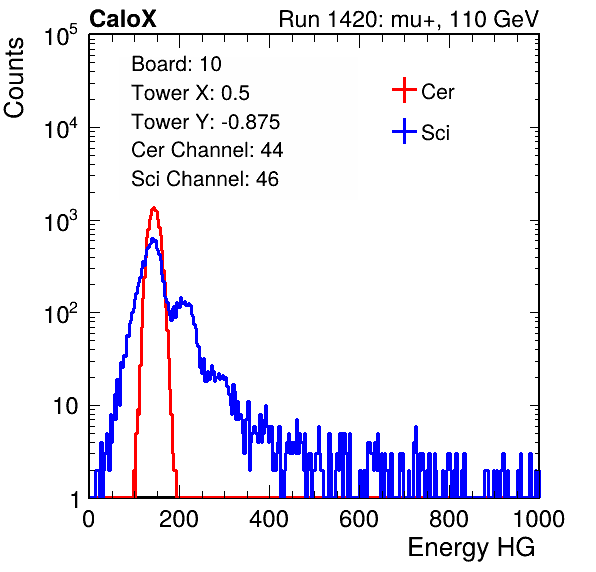 CaloX Run 1420: mu+, 110 GeV
Counts
10^5
10^4
10^3
10^2
10
1
Board: 10
Tower X: 0.5
Tower Y: -0.875
Cer Channel: 44
Sci Channel: 46
Cer
Sci
0 200 400 600 800 1000
Energy HG